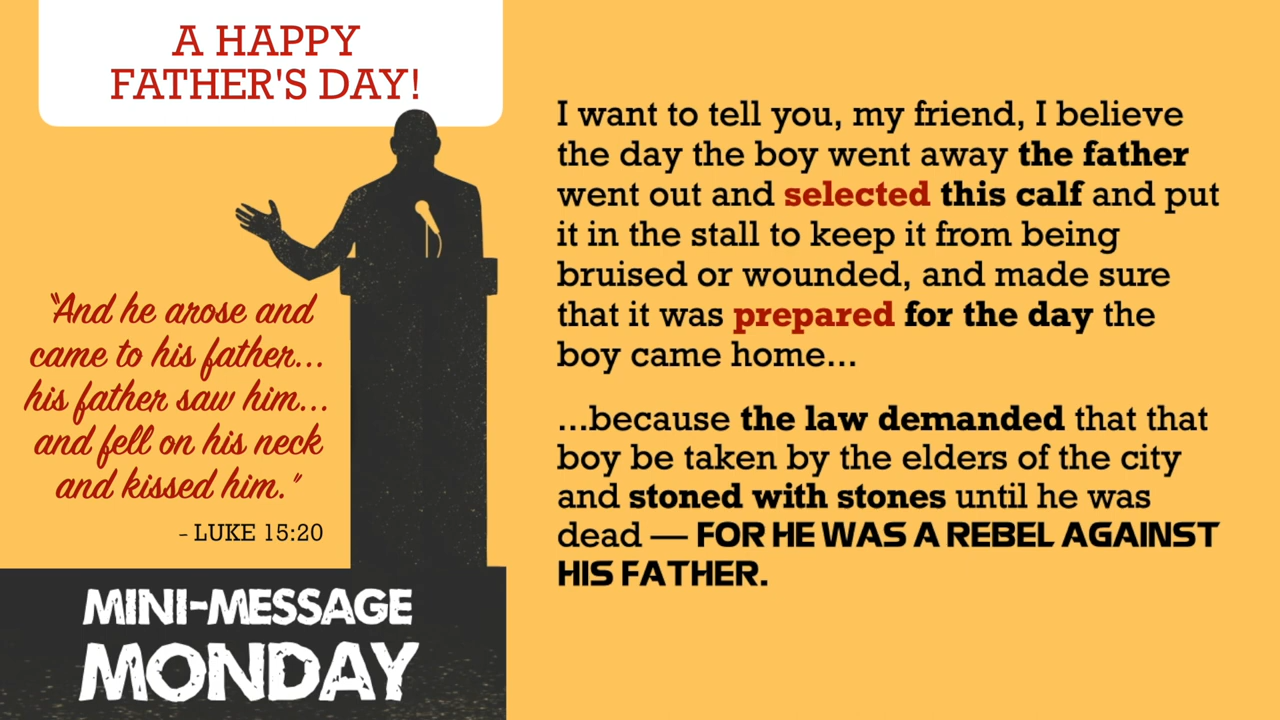 A HAPPY
FATHER'S DAY!
"And he arose and
came to his father...
his father saw him...
and fell on his neck
and kissed him."
- LUKE 15:20
MINI-MESSAGE
MONDAY
I want to tell you, my friend, I believe
the day the boy went away the father
went out and selected this calf and put
it in the stall to keep it from being
bruised or wounded, and made sure
that it was prepared for the day the
boy came home...
...because the law demanded that that
boy be taken by the elders of the city
and stoned with stones until he was
dead — FOR HE WAS A REBEL AGAINST
HIS FATHER.